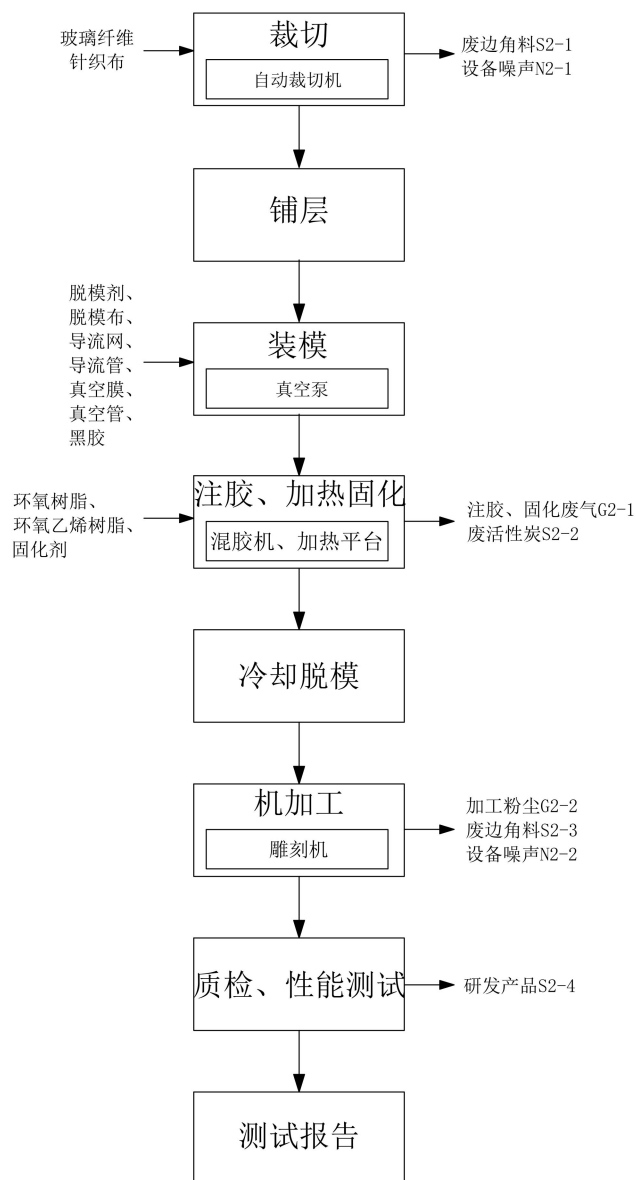 裁切
玻璃纤维
针织布
自动裁切机
废边角料S2-1
设备噪声N2-1
铺层
脱模剂、
脱模布、
导流网、
导流管、
真空膜、
真空管、
黑胶
装模
真空泵
注胶、加热固化
环氧树脂、
环氧乙烯树脂、
固化剂
混胶机、加热平台
注胶、固化废气G2-1
废活性炭S2-2
冷却脱模
机加工
雕刻机
加工粉尘G2-2
废边角料S2-3
设备噪声N2-2
质检、性能测试
研发产品S2-4
测试报告